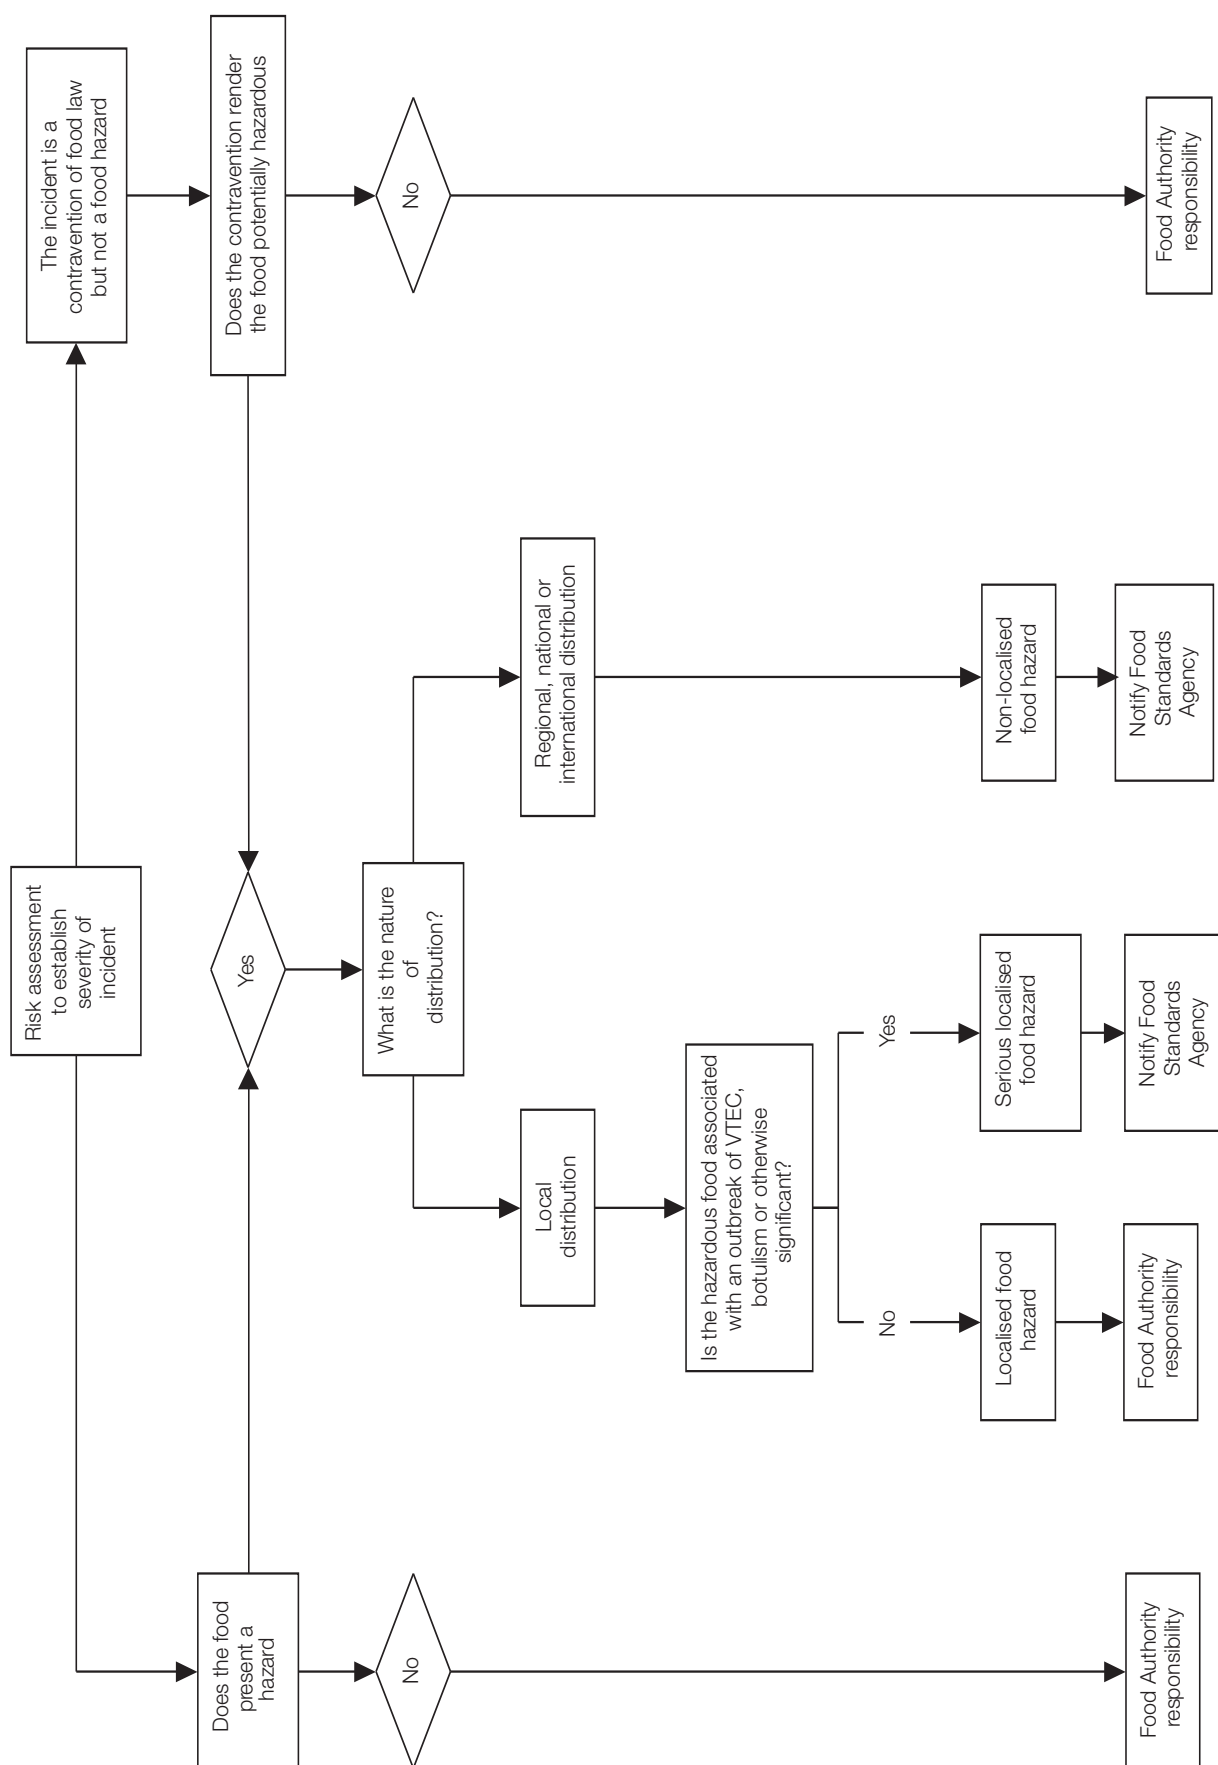 Risk assessment
to establish
severity of
incident
The incident is a
contravention of food law
but not a food hazard
Does the food
present a
hazard
Yes
Does the contravention render
the food potentially hazardous
No
What is the nature
of
distribution?
No
Local
distribution
Regional, national or
international distribution
Is the hazardous food associated
with an outbreak of VTEC,
botulism or otherwise
significant?
No
Yes
Localised food
hazard
Serious localised
food hazard
Non-localised
food hazard
Food Authority
responsibility
Food Authority
responsibility
Notify Food
Standards
Agency
Notify Food
Standards
Agency
Food Authority
responsibility